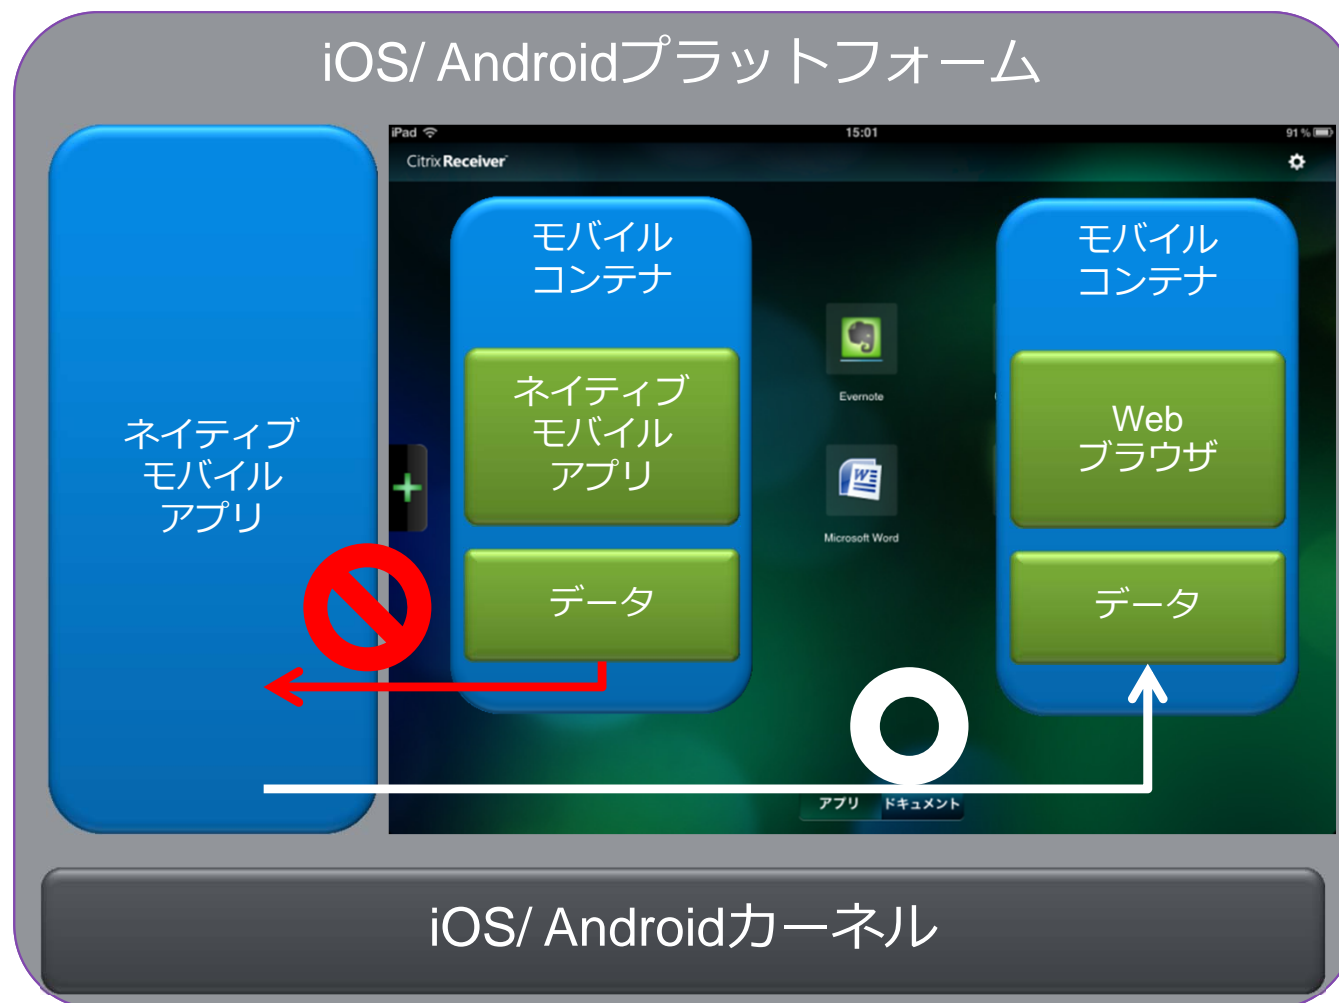 iOS/ Androidプラットフォーム
iPad
15:01
91 %
Citrix Receiver
ネイティブ
モバイル
アプリ
モバイル
コンテナ
ネイティブ
モバイル
アプリ
データ
Evernote
Microsoft Word
モバイル
コンテナ
Web
ブラウザ
データ
アプリ ドキュメント
iOS/ Androidカーネル